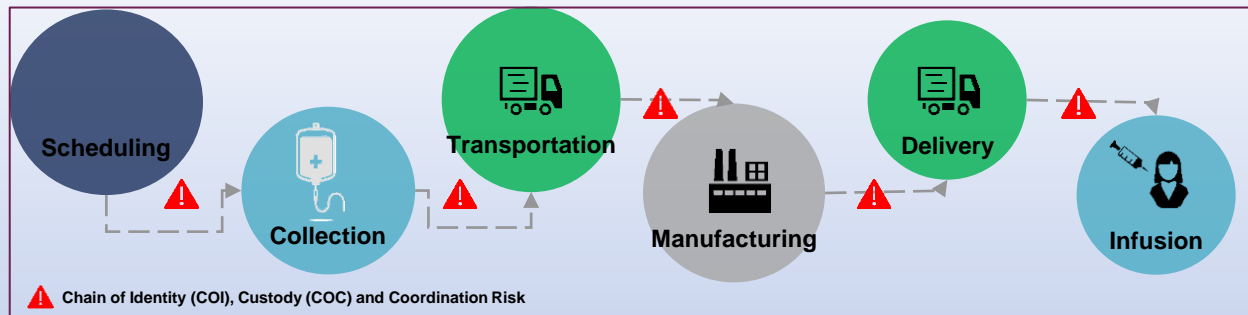 Scheduling
Collection
Transportation
Manufacturing
Delivery
Infusion
Chain of Identity (COI), Custody (COC) and Coordination Risk